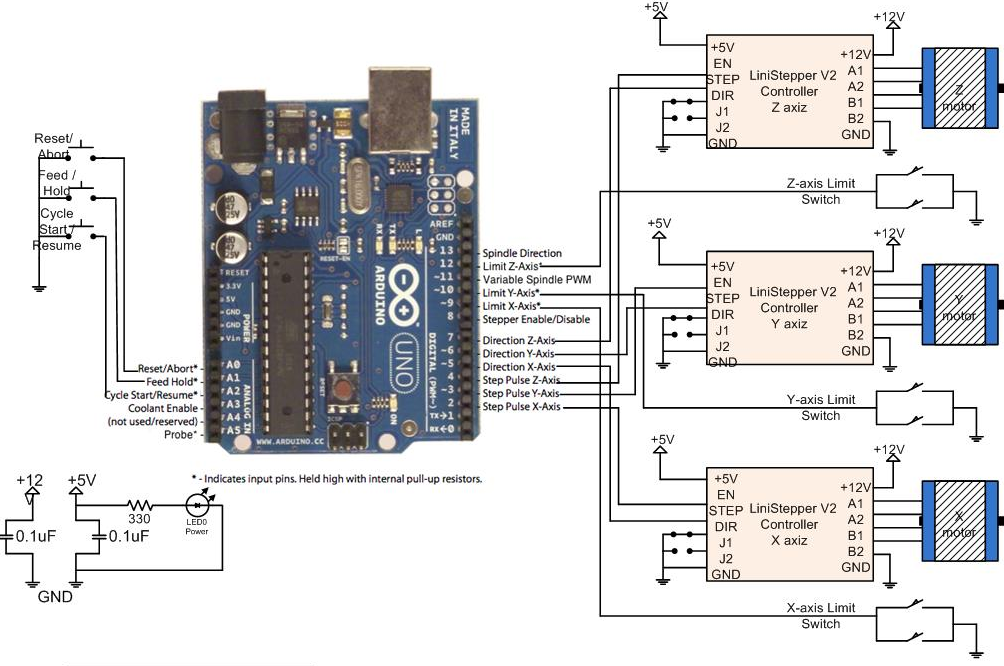 Reset/
Abort
Feed /
Hold
Cycle
Start /
Resume
MADE
IN ITALY
RESET-EN
AREF
GND
13
12
~11
~10
~9
8
7
~6
~5
4
~3
2
TX→1
RX←0
DIGITAL (PWM~)
ARDUINO
UNO
ON
ICSP
RESET
TX
RX
L
RESET
3.3V
5V
GND
GND
Vin
POWER
A0
A1
A2
A3
A4
A5
ANALOG IN
WWW.ARDUINO.CC
47
25V
47
25V
Spindle Direction
Limit Z-Axis*
Variable Spindle PWM
Limit Y-Axis*
Limit X-Axis*
Stepper Enable/Disable
Direction Z-Axis
Direction Y-Axis
Direction X-Axis
Step Pulse Z-Axis
Step Pulse Y-Axis
Step Pulse X-Axis
Reset/Abort*
Feed Hold*
Cycle Start/Resume*
Coolant Enable
(not used/reserved)
Probe*
* - Indicates input pins. Held high with internal pull-up resistors.
+12
V
+5V
330
LED0
Power
0.1uF
0.1uF
GND
+5V
+12V
+5V
EN
STEP
DIR
J1
J2
GND
LiniStepper V2
Controller
Z axiz
+12V
A1
A2
B1
B2
GND
Z
motor
Z-axis Limit
Switch
+5V
+12V
+5V
EN
STEP
DIR
J1
J2
GND
LiniStepper V2
Controller
Y axiz
+12V
A1
A2
B1
B2
GND
Y
motor
Y-axis Limit
Switch
+5V
+12V
+5V
EN
STEP
DIR
J1
J2
GND
LiniStepper V2
Controller
X axiz
+12V
A1
A2
B1
B2
GND
X
motor
X-axis Limit
Switch